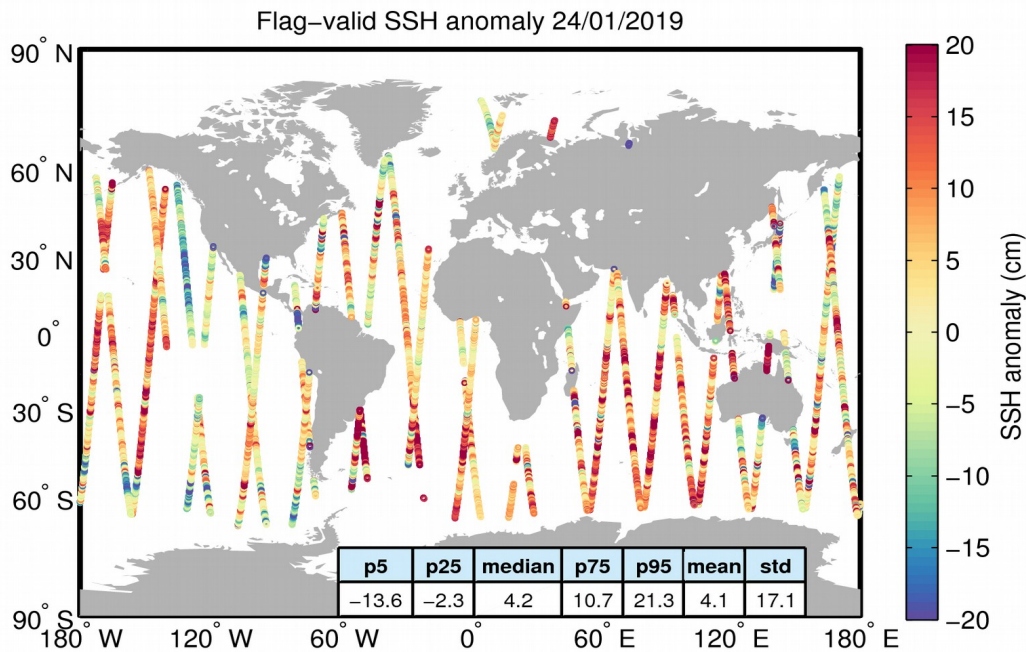 Flag−valid SSH anomaly 24/01/2019
90° N
60° N
30° N
0°
30° S
60° S
90° S
180° W
120° W
60° W
0°
60° E
120° E
180° E
p5 p25 median p75 p95 mean std
−13.6 −2.3 4.2 10.7 21.3 4.1 17.1
20
15
10
5
0
−5
−10
−15
−20
SSH anomaly (cm)